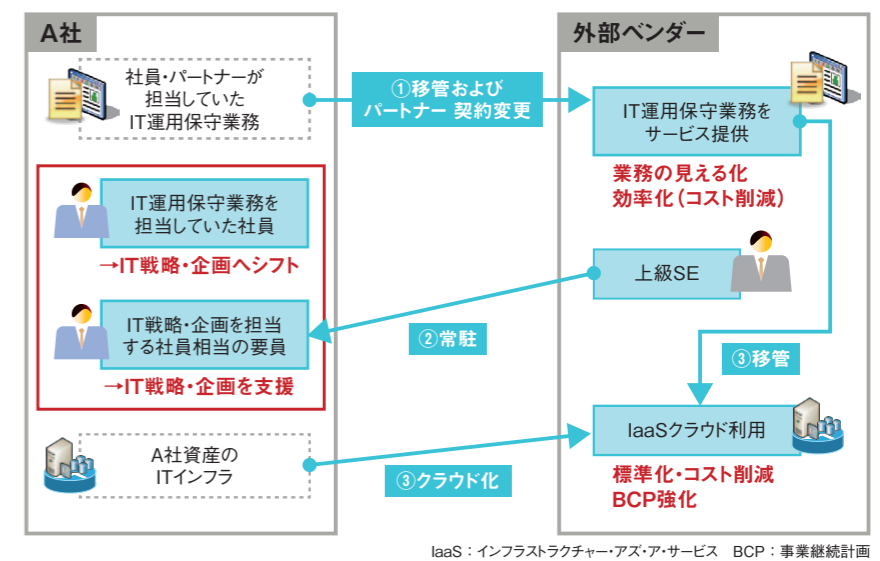 A社
社員・パートナーが
担当していた
IT運用保守業務
①移管および
パートナー 契約変更
外部ベンダー
IT運用保守業務を
サービス提供
業務の見える化
効率化（コスト削減）
IT運用保守業務を
担当していた社員
→IT戦略・企画へシフト
上級SE
IT戦略・企画を担当
する社員相当の要員
→IT戦略・企画を支援
②常駐
③移管
A社資産の
ITインフラ
③クラウド化
IaaSクラウド利用
標準化・コスト削減
BCP強化
IaaS：インフラストラクチャー・アズ・ア・サービス　BCP：事業継続計画